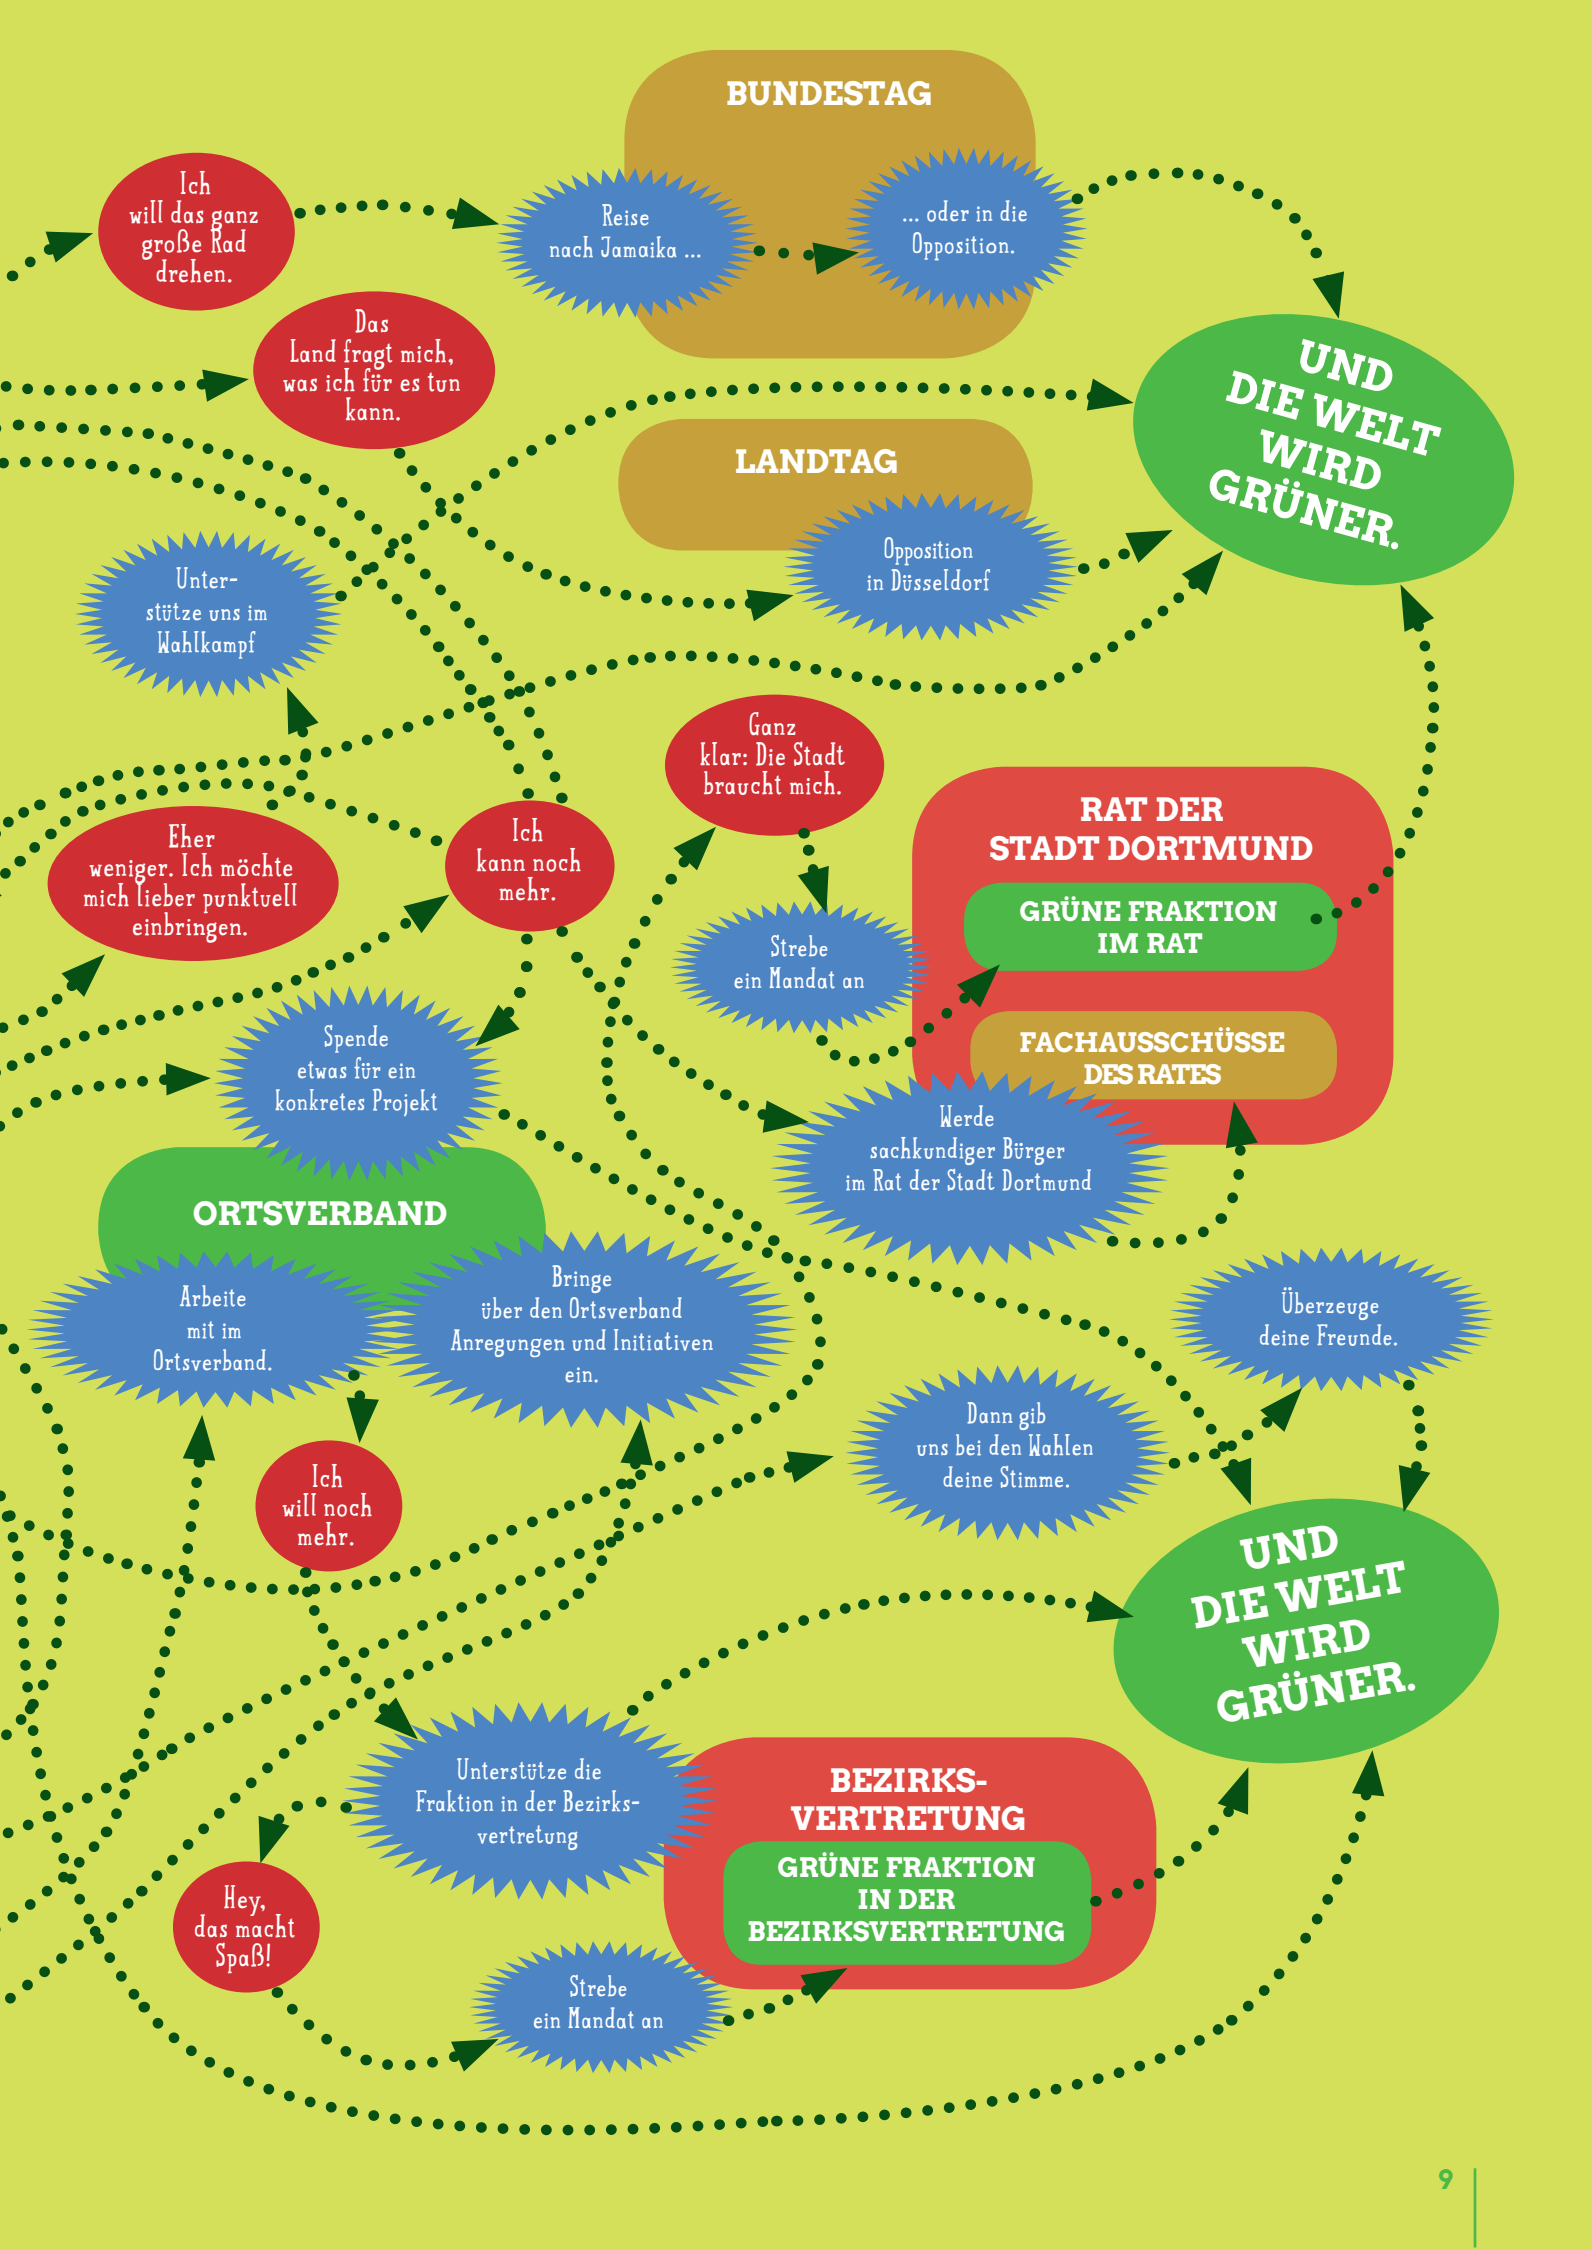 BUNDESTAG
Ich
will das ganz
große Rad
drehen.
Reise
nach Jamaika ...
... oder in die
Opposition.
Das
Land fragt mich,
was ich für es tun
kann.
UND
DIE WELT
WIRD
GRÜNER.
LANDTAG
Opposition
in Düsseldorf
Unter-
stütze uns im
Wahlkampf
Ganz
klar: Die Stadt
braucht mich.
RAT DER
STADT DORTMUND
GRÜNE FRAKTION
IM RAT
FACHAUSSCHÜSSE
DES RATES
Eher
weniger. Ich möchte
mich lieber punktuell
einbringen.
Ich
kann noch
mehr.
Strebe
ein Mandat an
Spende
etwas für ein
konkretes Projekt
Werde
sachkundiger Bürger
im Rat der Stadt Dortmund
ORTSVERBAND
Arbeite
mit im
Ortsverband.
Bringe
über den Ortsverband
Anregungen und Initiativen
ein.
Überzeuge
deine Freunde.
Dann gib
uns bei den Wahlen
deine Stimme.
Ich
will noch
mehr.
UND
DIE WELT
WIRD
GRÜNER.
Unterstütze die
Fraktion in der Bezirks-
vertretung
BEZIRKS-
VERTRETUNG
GRÜNE FRAKTION
IN DER
BEZIRKSVERTRETUNG
Hey,
das macht
Spaß!
Strebe
ein Mandat an
9